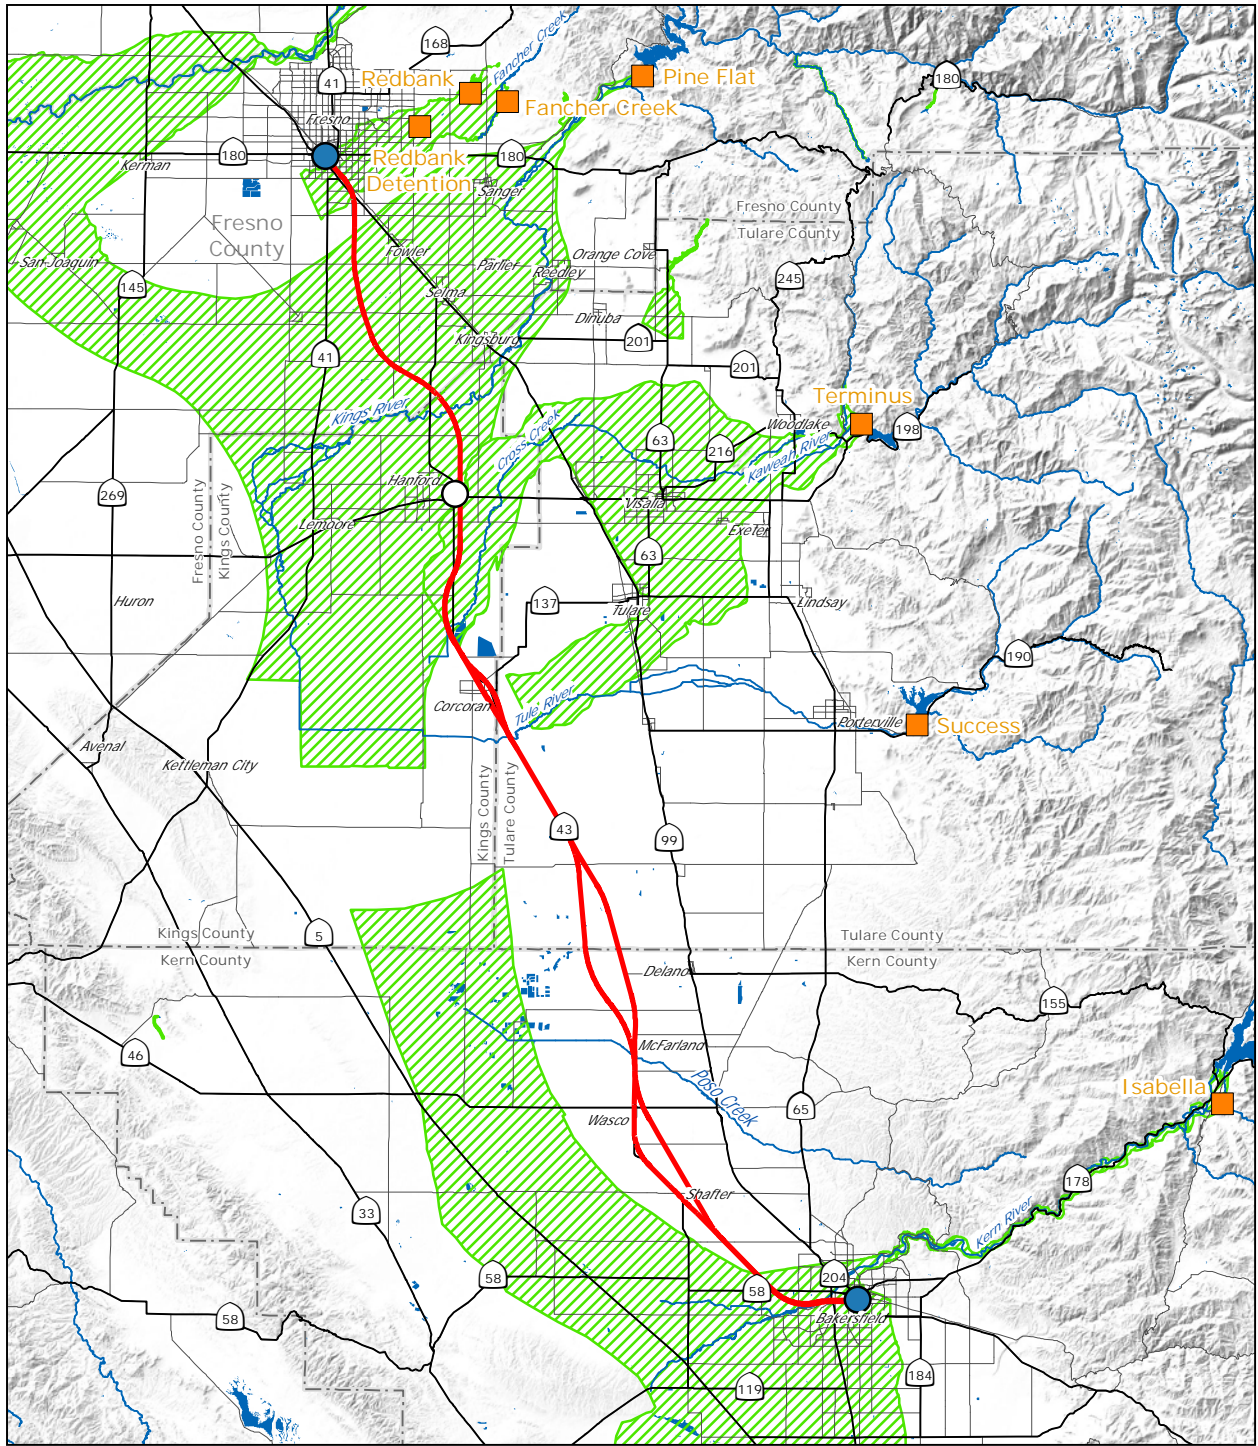 168
Fancher Creek
41
Redbank
Pine Flat
180
Fancher Creek
Fresno
180
Redbank
180
Kerman
Detention
Sanger
Fresno County
Fresno
County
Tulare County
Fowler
Orange Cove
San Joaquin
Parlier
Reedley
145
245
Selma
Dinuba
Kingsburg
201
41
201
Terminus
Kings River
Woodlake
198
Cross Creek
63
216
Kaweah River
Hanford
269
Visalia
Fresno County
Kings County
Lemoore
Exeter
63
Huron
137
Tulare
Lindsay
190
Corcoran
Tule River
Porterville
Success
Avenal
Kettleman City
Kings County
Tulare County
43
99
Kings County
5
Tulare County
Kern County
Kern County
Delano
155
46
McFarland
Poso Creek
Isabella
65
Wasco
178
Shafter
33
Kern River
58
204
58
58
Bakersfield
184
119